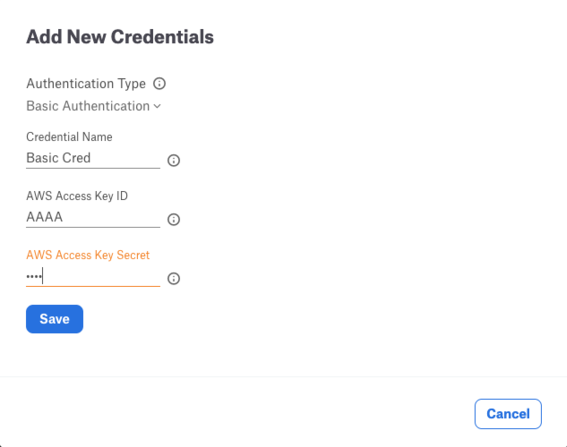 Add New Credentials
Authentication Type
Basic Authentication
Credential Name
Basic Cred
AWS Access Key ID
AAAA
AWS Access Key Secret
••••
Save
Cancel